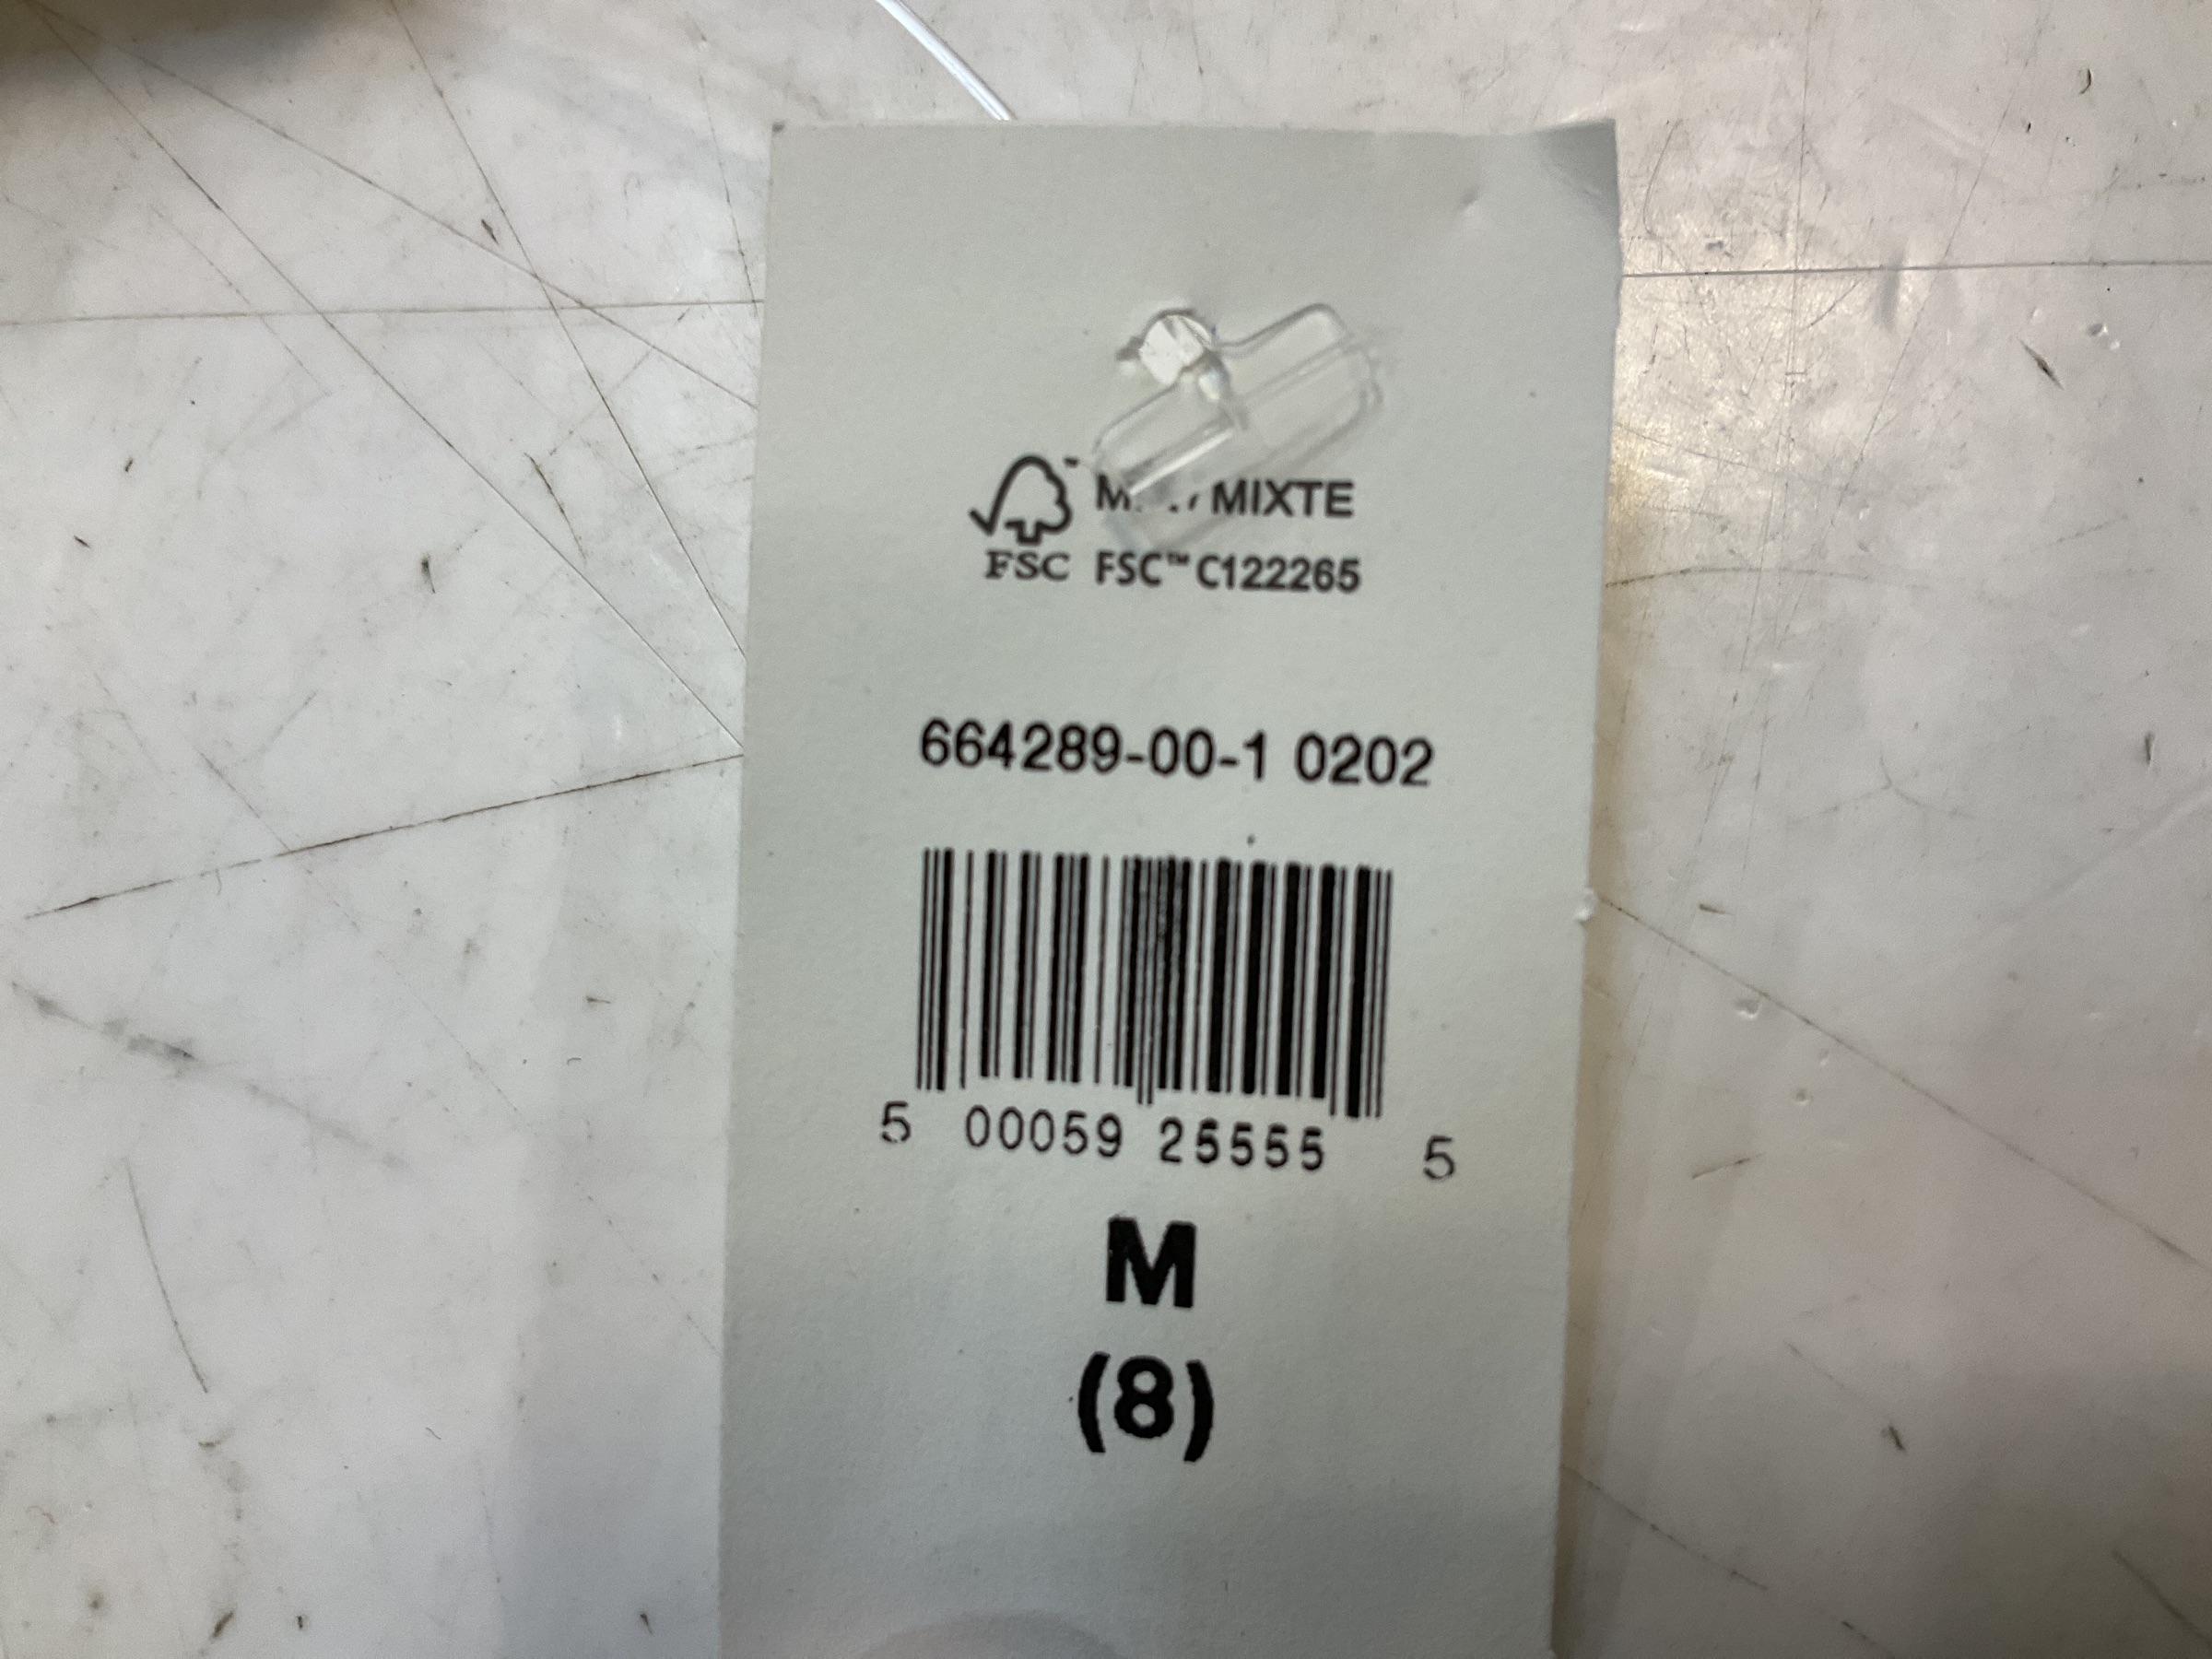 MIXTE
FSC FSC™ C122265
664289-00-1 0202
5 00059 25555 5
M
(8)